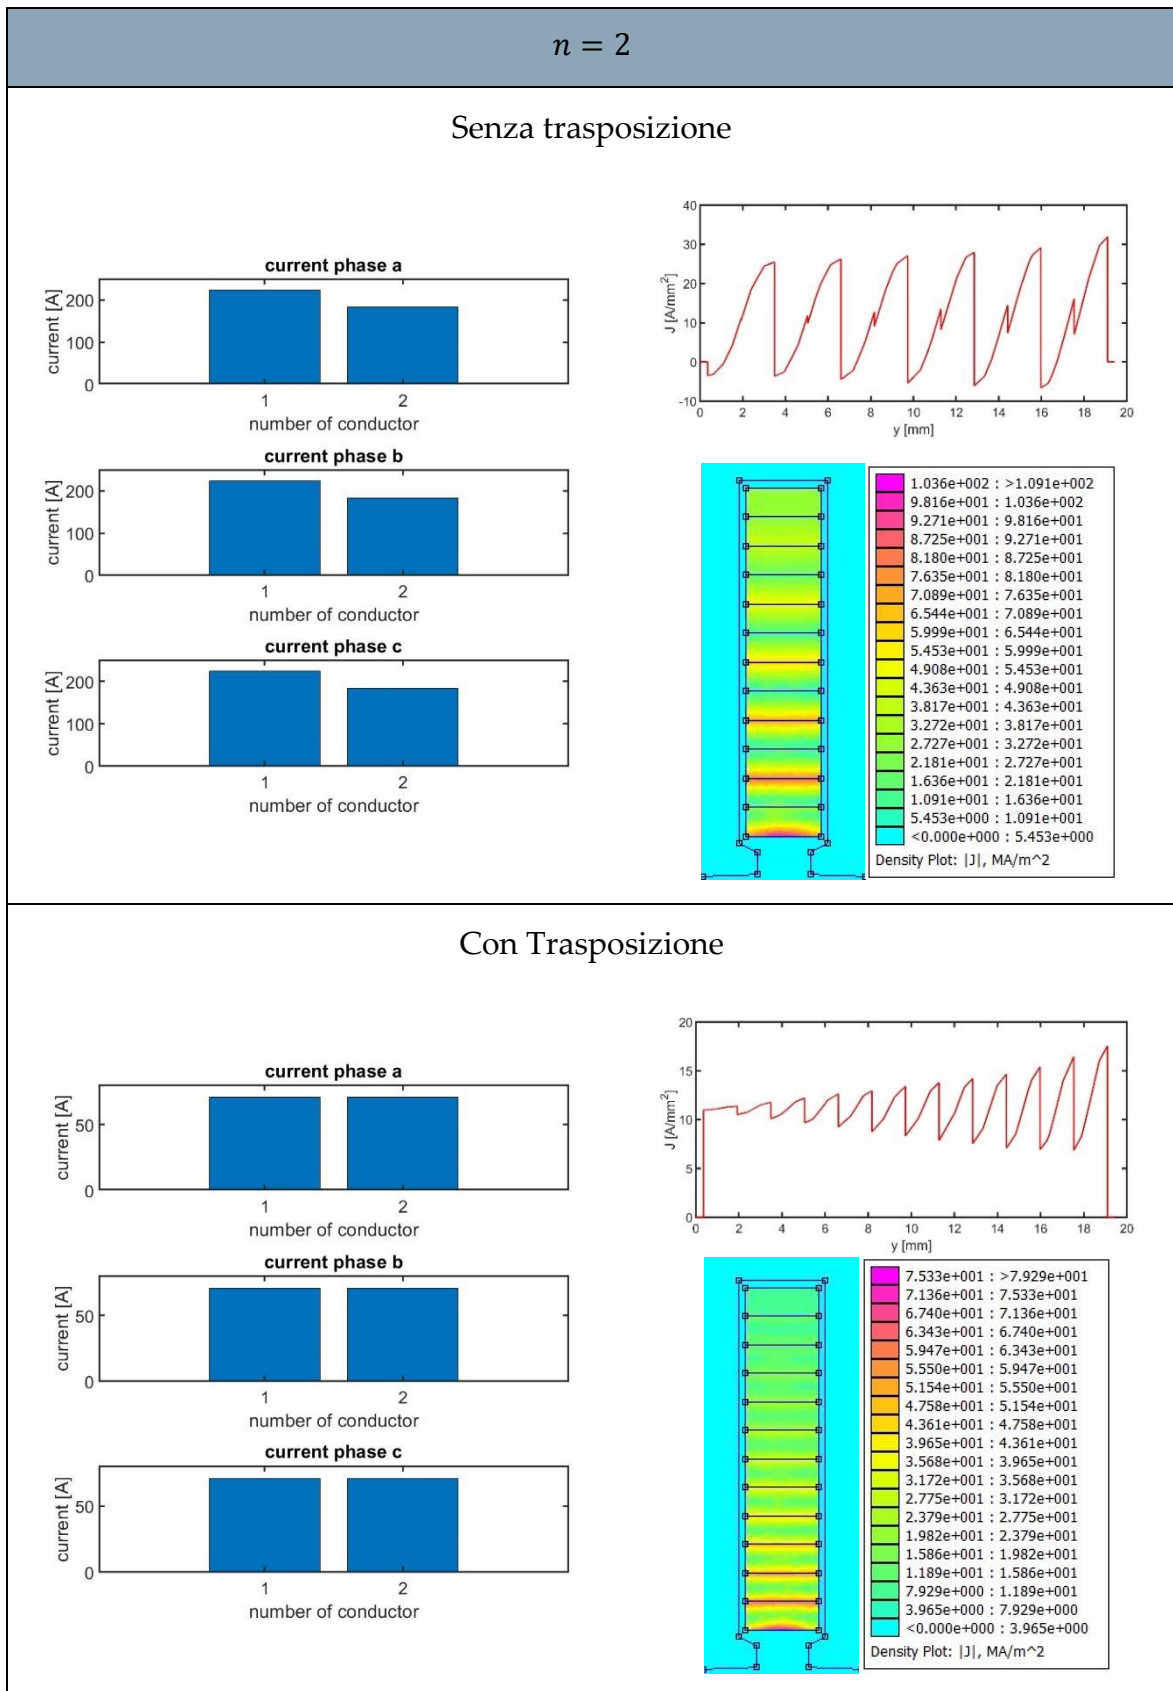 n = 2
Senza trasposizione
current phase a
current [A]
200
100
0
1 2
number of conductor
current phase b
current [A]
200
100
0
1 2
number of conductor
current phase c
current [A]
200
100
0
1 2
number of conductor
40
30
20
10
0
-10
J [A/mm²]
0 2 4 6 8 10 12 14 16 18 20
y [mm]
1.036e+002 : >1.091e+002
9.816e+001 : 1.036e+002
9.271e+001 : 9.816e+001
8.725e+001 : 9.271e+001
8.180e+001 : 8.725e+001
7.635e+001 : 8.180e+001
7.089e+001 : 7.635e+001
6.544e+001 : 7.089e+001
5.999e+001 : 6.544e+001
5.453e+001 : 5.999e+001
4.908e+001 : 5.453e+001
4.363e+001 : 4.908e+001
3.817e+001 : 4.363e+001
3.272e+001 : 3.817e+001
2.727e+001 : 3.272e+001
2.181e+001 : 2.727e+001
1.636e+001 : 2.181e+001
1.091e+001 : 1.636e+001
5.453e+000 : 1.091e+001
<0.000e+000 : 5.453e+000
Density Plot: |J|, MA/m^2
Con Trasposizione
current phase a
current [A]
50
0
1 2
number of conductor
current phase b
current [A]
50
0
1 2
number of conductor
current phase c
current [A]
50
0
1 2
number of conductor
20
15
10
5
0
J [A/mm²]
0 2 4 6 8 10 12 14 16 18 20
y [mm]
7.533e+001 : >7.929e+001
7.136e+001 : 7.533e+001
6.740e+001 : 7.136e+001
6.343e+001 : 6.740e+001
5.947e+001 : 6.343e+001
5.550e+001 : 5.947e+001
5.154e+001 : 5.550e+001
4.758e+001 : 5.154e+001
4.361e+001 : 4.758e+001
3.965e+001 : 4.361e+001
3.568e+001 : 3.965e+001
3.172e+001 : 3.568e+001
2.775e+001 : 3.172e+001
2.379e+001 : 2.775e+001
1.982e+001 : 2.379e+001
1.586e+001 : 1.982e+001
1.189e+001 : 1.586e+001
7.929e+000 : 1.189e+001
3.965e+000 : 7.929e+000
<0.000e+000 : 3.965e+000
Density Plot: |J|, MA/m^2